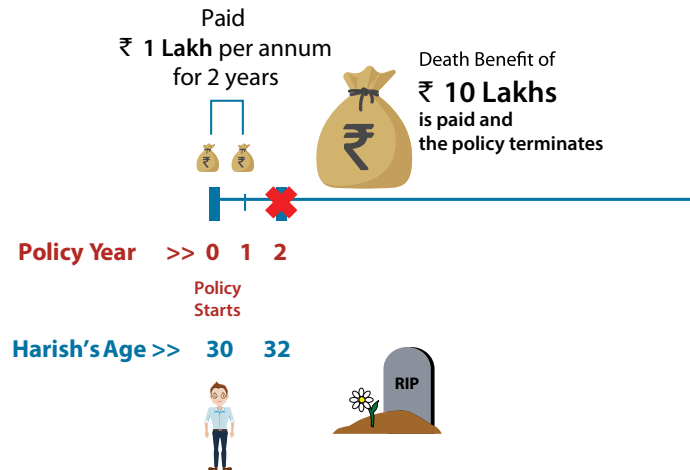 Paid
₹ 1 Lakh per annum
for 2 years
Death Benefit of
₹ 10 Lakhs
is paid and
the policy terminates
₹
₹ ₹
Policy Year >> 0 1 2
Policy
Starts
Harish's Age >> 30 32
RIP